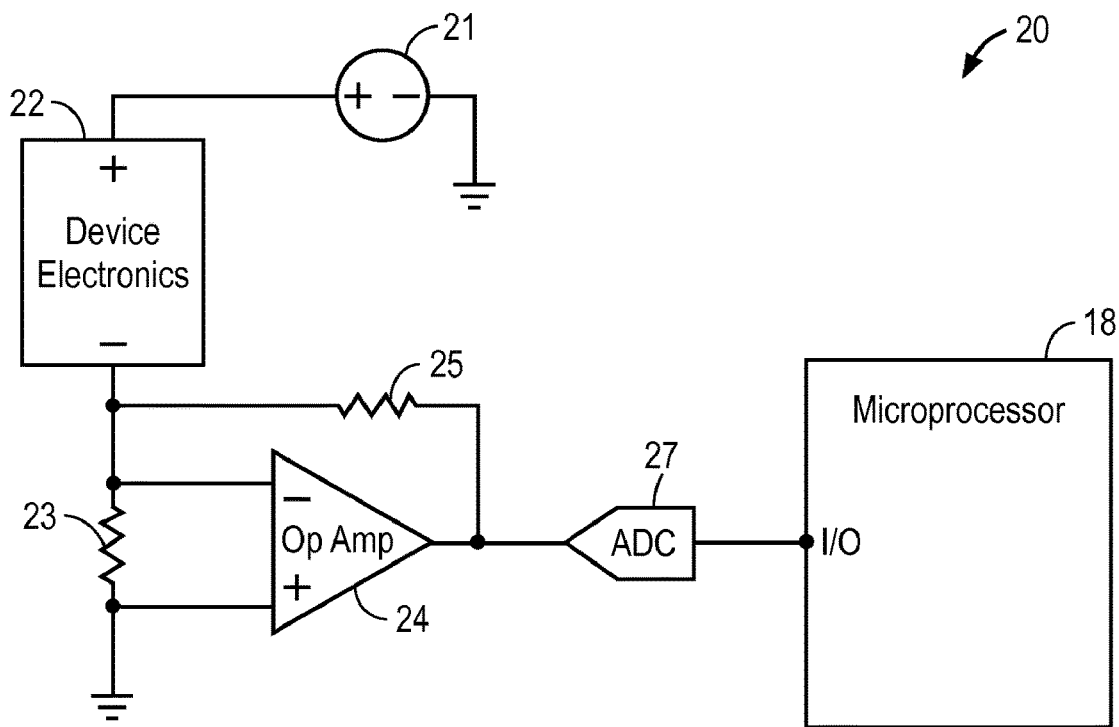 21
20
+ −
22
+
Device
Electronics
−
18
25
Microprocessor
27
23
−
Op Amp
ADC
I/O
+
24